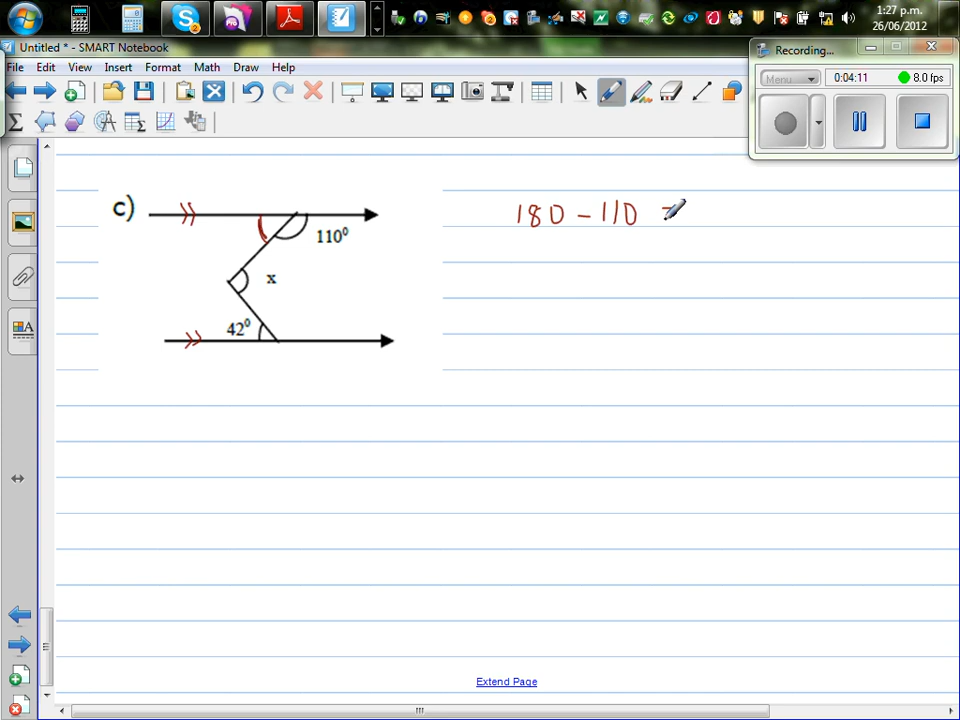 1:27 p.m.
26/06/2012
Untitled * - SMART Notebook
File Edit View Insert Format Math Draw Help
Recording...
Menu
0:04:11
8.0 fps
c)
110⁰
x
42⁰
180 - 110 =
Extend Page